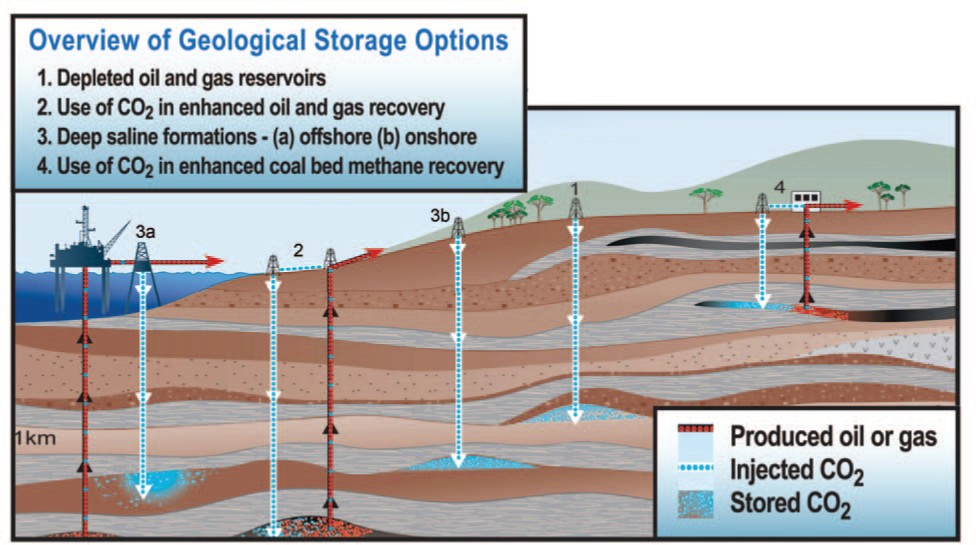 Overview of Geological Storage Options
1. Depleted oil and gas reservoirs
2. Use of CO₂ in enhanced oil and gas recovery
3. Deep saline formations - (a) offshore (b) onshore
4. Use of CO₂ in enhanced coal bed methane recovery
1
4
3b
3a
2
1km
Produced oil or gas
Injected CO₂
Stored CO₂